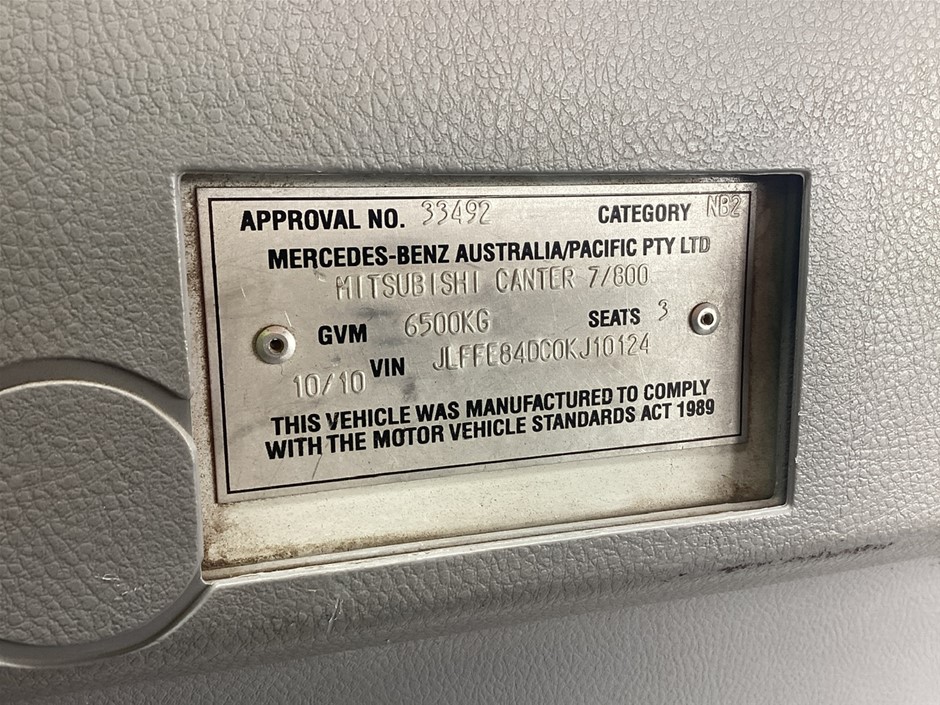 APPROVAL NO. 33492 CATEGORY NB2
MERCEDES-BENZ AUSTRALIA/PACIFIC PTY LTD
MITSUBISHI CANTER 7/800
GVM 6500KG SEATS 3
10/10 VIN JLFFE84DC0KJ10124
THIS VEHICLE WAS MANUFACTURED TO COMPLY
WITH THE MOTOR VEHICLE STANDARDS ACT 1989